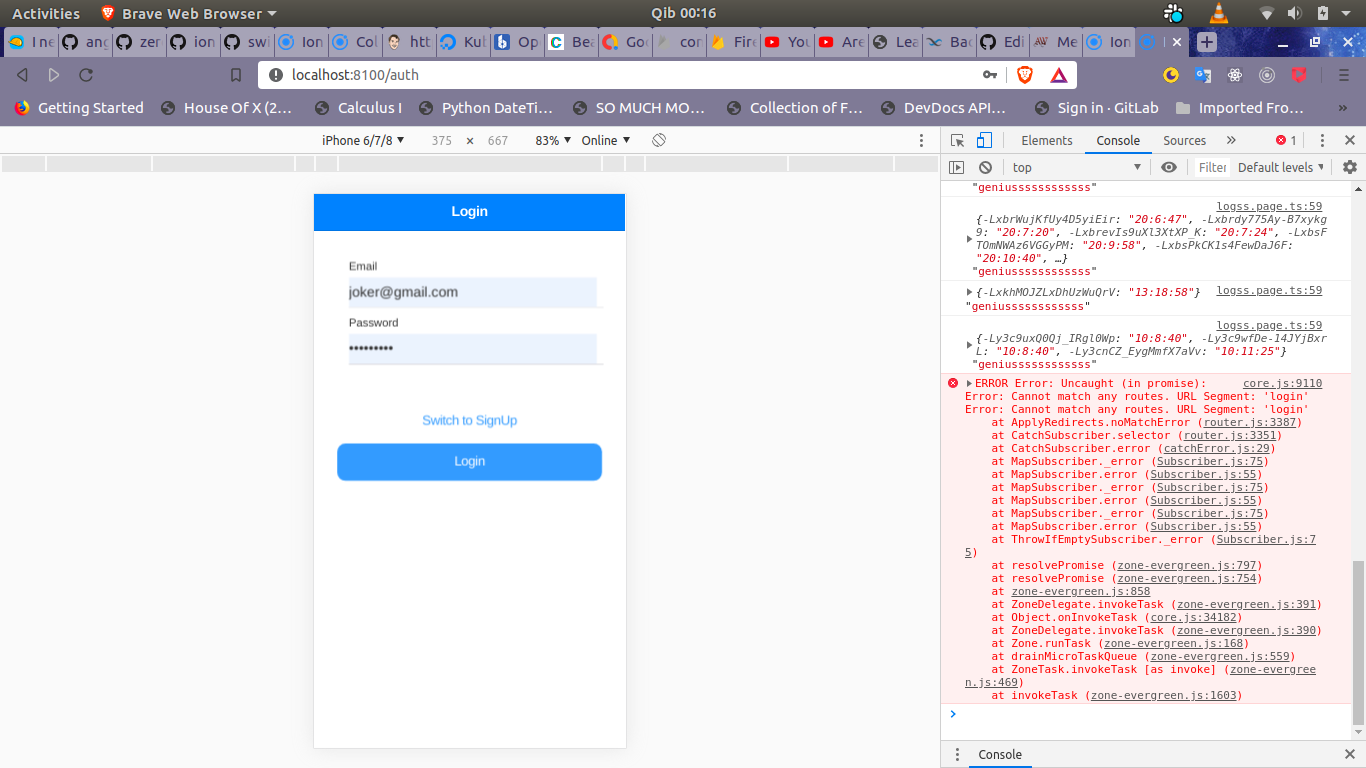 Activities Brave Web Browser Qib 00:16
I ne ang zer ion swi Ion Col htt Kub Op Bea Goo con Fire You Are Lea Bac Edi AV Me Ion
localhost:8100/auth
Getting Started House Of X (2… Calculus I Python DateTi… SO MUCH MO… Collection of F… DevDocs API… Sign in · GitLab Imported Fro… »
iPhone 6/7/8 375 × 667 83% Online
Elements Console Sources » 1
top Filter Default levels
Login
Email
joker@gmail.com
Password
•••••••••
Switch to SignUp
Login
"geniussssssssssss"
logss.page.ts:59
{-LxbrWujKfUy4D5yiEir: "20:6:47", -Lxbrdy775Ay-B7xykg
9: "20:7:20", -LxbrevIs9uXl3XtXP_K: "20:7:24", -LxbsF
TOmNWAz6VGGyPM: "20:9:58", -LxbsPkCK1s4FewDaJ6F:
"20:10:40", …}
"geniussssssssssss"
{-LxkhMOJZLxDhUzWuQrV: "13:18:58"} logss.page.ts:59
"geniussssssssssss"
logss.page.ts:59
{-Ly3c9uxQ0Qj_IRgl0Wp: "10:8:40", -Ly3c9wfDe-14JYjBxr
L: "10:8:40", -Ly3cnCZ_EygMmfX7aVv: "10:11:25"}
"geniussssssssssss"
ERROR Error: Uncaught (in promise): core.js:9110
Error: Cannot match any routes. URL Segment: 'login'
Error: Cannot match any routes. URL Segment: 'login'
at ApplyRedirects.noMatchError (router.js:3387)
at CatchSubscriber.selector (router.js:3351)
at CatchSubscriber.error (catchError.js:29)
at MapSubscriber._error (Subscriber.js:75)
at MapSubscriber.error (Subscriber.js:55)
at MapSubscriber._error (Subscriber.js:75)
at MapSubscriber.error (Subscriber.js:55)
at MapSubscriber._error (Subscriber.js:75)
at MapSubscriber.error (Subscriber.js:55)
at ThrowIfEmptySubscriber._error (Subscriber.js:7
5)
at resolvePromise (zone-evergreen.js:797)
at resolvePromise (zone-evergreen.js:754)
at zone-evergreen.js:858
at ZoneDelegate.invokeTask (zone-evergreen.js:391)
at Object.onInvokeTask (core.js:34182)
at ZoneDelegate.invokeTask (zone-evergreen.js:390)
at Zone.runTask (zone-evergreen.js:168)
at drainMicroTaskQueue (zone-evergreen.js:559)
at ZoneTask.invokeTask [as invoke] (zone-evergree
n.js:469)
at invokeTask (zone-evergreen.js:1603)
Console